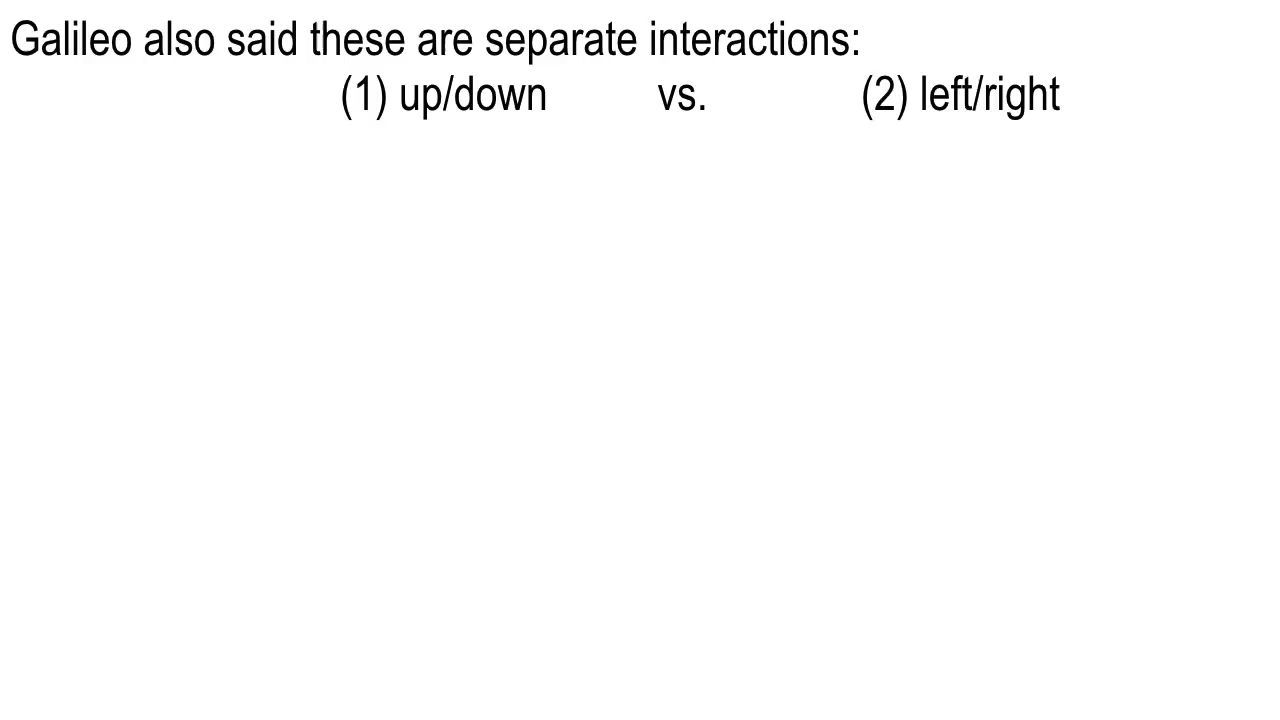 Galileo also said these are separate interactions:
(1) up/down vs. (2) left/right